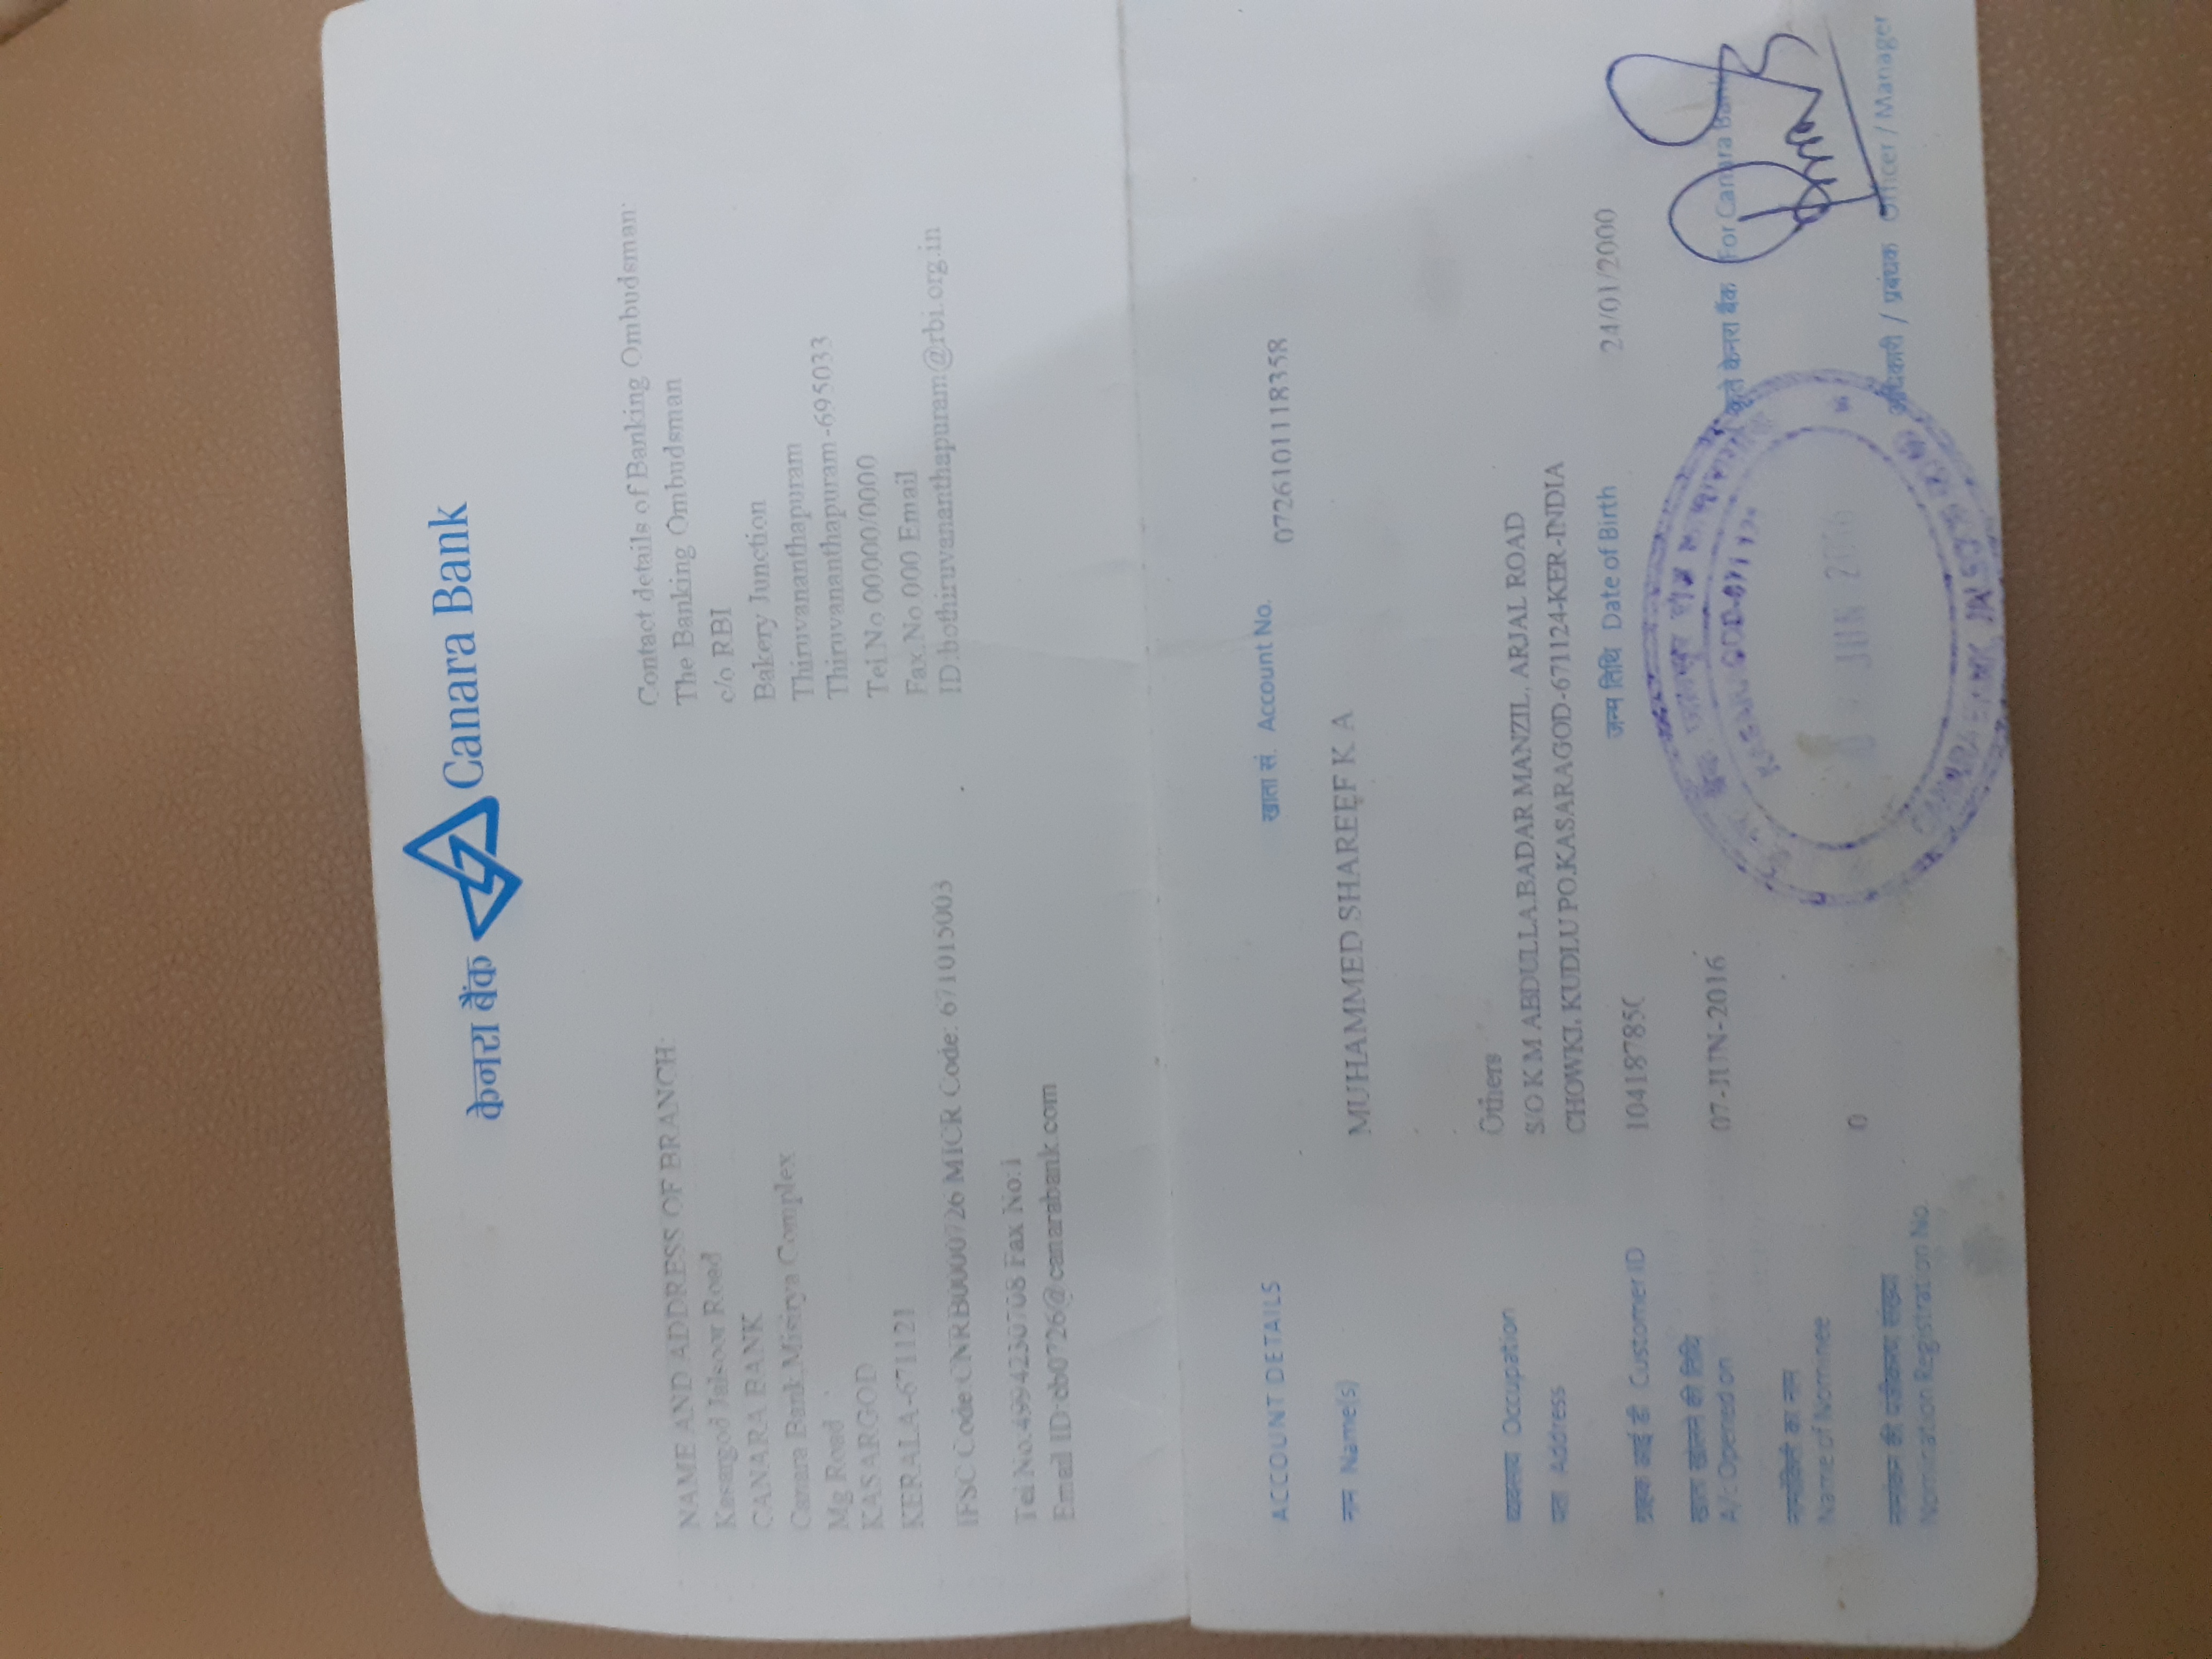 केनरा बैंक Canara Bank
NAME AND ADDRESS OF BRANCH:
Kasargod Jalsoor Road
CANARA BANK
Canara Bank,Misirya Complex
Mg Road
KASARGOD
KERALA-671121
IFSC Code:CNRB0000726 MICR Code: 671015003
Tel No:4994230708 Fax No:1
Email ID:cb0726@canarabank.com
Contact details of Banking Ombudsman:
The Banking Ombudsman
c/o RBI
Bakery Junction
Thiruvananthapuram
Thiruvananthapuram-695033
Tel No 00000/0000
Fax.No 000 Email
ID:bothiruvananthapuram@rbi.org.in
ACCOUNT DETAILS खाता सं. Account No. 0726101118358
नाम Name(s) MUHAMMED SHAREEF K A
व्यवसाय Occupation Others
पता Address S/O K M ABDULLA,BADAR MANZIL, ARJAL ROAD
CHOWKI, KUDLU PO,KASARAGOD-671124-KER-INDIA
ग्राहक आई डी Customer ID 10418785 जन्म तिथि Date of Birth 24/01/2000
खाता खोलने की तिथि
A/c Opened on 07-JUN-2016
कृते केनरा बैंक For Canara Bank
नामांकिती का नाम
Name of Nominee
0
नामांकन की पंजीकरण संख्या
Nomination Registration No.
अधिकारी / प्रबंधक Officer / Manager
JUN 2016
CANARA BANK, JALSOOR ROAD